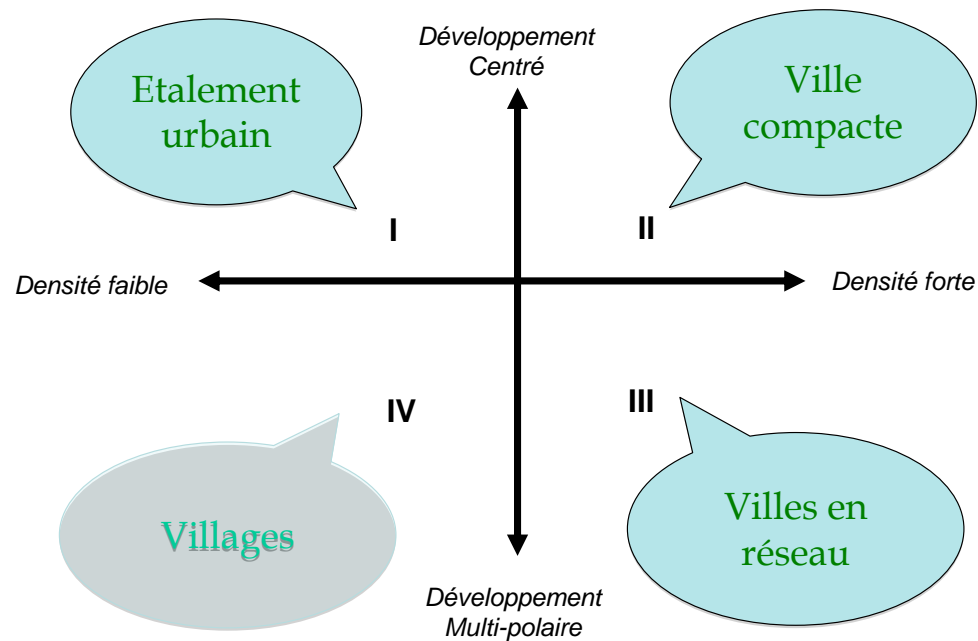 Développement
Centré
Etalement
urbain
Ville
compacte
I
II
Densité faible
Densité forte
IV
III
Villages
Villes en
réseau
Développement
Multi-polaire